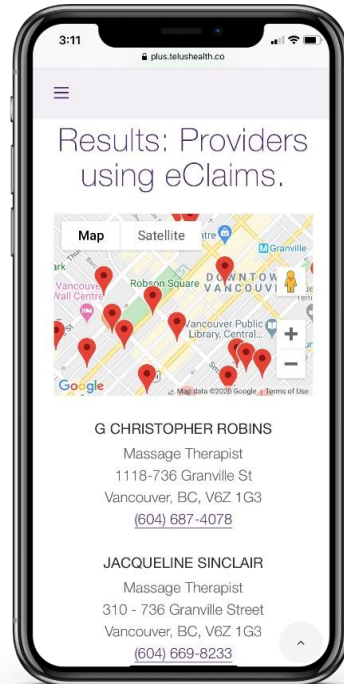 3:11
plus.telushealth.co
Results: Providers
using eClaims.
Map Satellite
Granville
Robson Square DOWNTOWN
VANCOUV
Vancouver
Wall Centre
Vancouver Public
Library, Central...
Google
Map data ©2020 Google Terms of Use
G CHRISTOPHER ROBINS
Massage Therapist
1118-736 Granville St
Vancouver, BC, V6Z 1G3
(604) 687-4078
JACQUELINE SINCLAIR
Massage Therapist
310 - 736 Granville Street
Vancouver, BC, V6Z 1G3
(604) 669-8233